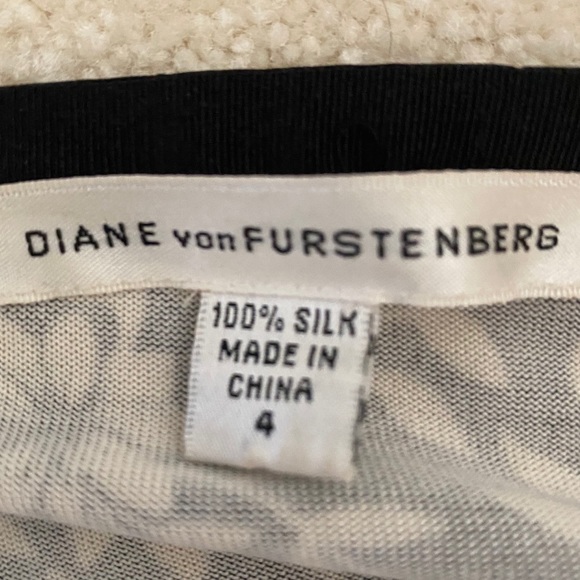 DIANE von FURSTENBERG
100% SILK
MADE IN
CHINA
4